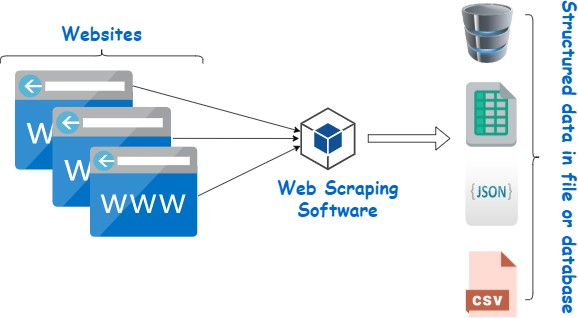 Websites
W
W
WWW
Web Scraping
Software
{JSON}
CSV
Structured data in file or database